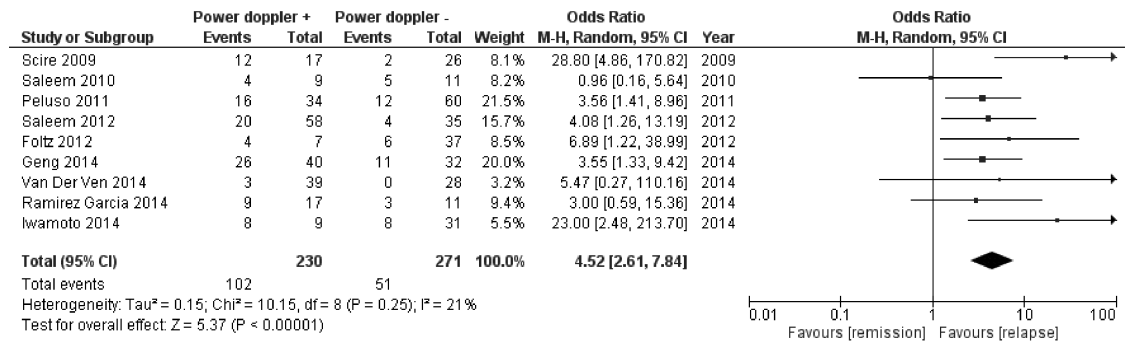 Power doppler + Power doppler - Odds Ratio Odds Ratio
Study or Subgroup Events Total Events Total Weight M-H, Random, 95% CI Year M-H, Random, 95% CI
Scire 2009 12 17 2 26 8.1% 28.80 [4.86, 170.82] 2009
Saleem 2010 4 9 5 11 8.2% 0.96 [0.16, 5.64] 2010
Peluso 2011 16 34 12 60 21.5% 3.56 [1.41, 8.96] 2011
Saleem 2012 20 58 4 35 15.7% 4.08 [1.26, 13.19] 2012
Foltz 2012 4 7 6 37 8.5% 6.89 [1.22, 38.99] 2012
Geng 2014 26 40 11 32 20.0% 3.55 [1.33, 9.42] 2014
Van Der Ven 2014 3 39 0 28 3.2% 5.47 [0.27, 110.16] 2014
Ramirez Garcia 2014 9 17 3 11 9.4% 3.00 [0.59, 15.36] 2014
Iwamoto 2014 8 9 8 31 5.5% 23.00 [2.48, 213.70] 2014
Total (95% CI) 230 271 100.0% 4.52 [2.61, 7.84]
Total events 102 51
Heterogeneity: Tau² = 0.15; Chi² = 10.15, df = 8 (P = 0.25); I² = 21%
Test for overall effect: Z = 5.37 (P < 0.00001)
0.01 0.1 1 10 100
Favours [remission] Favours [relapse]